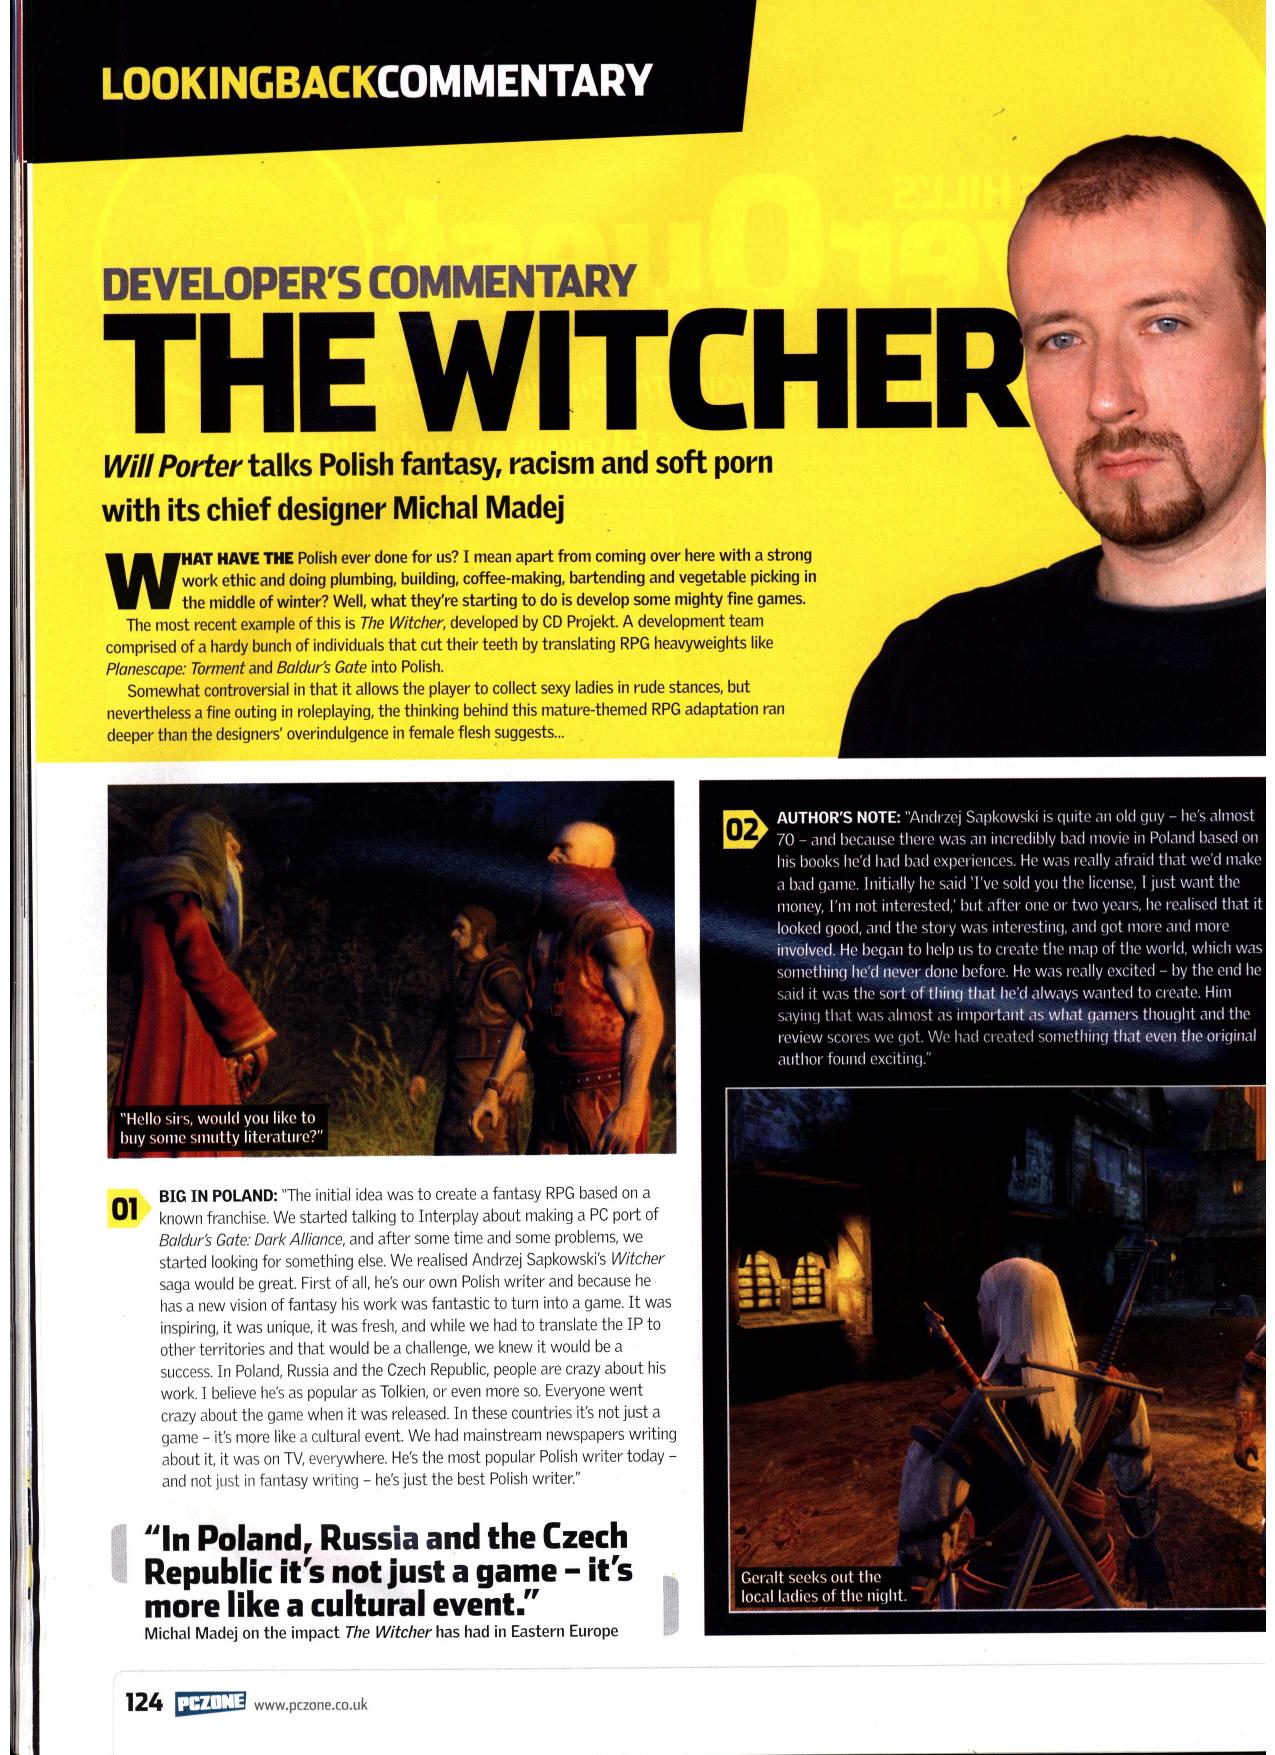 LOOKINGBACKCOMMENTARY
DEVELOPER'S COMMENTARY
THE WITCHER
Will Porter talks Polish fantasy, racism and soft porn
with its chief designer Michal Madej
WHAT HAVE THE Polish ever done for us? I mean apart from coming over here with a strong
work ethic and doing plumbing, building, coffee-making, bartending and vegetable picking in
the middle of winter? Well, what they're starting to do is develop some mighty fine games.
The most recent example of this is The Witcher, developed by CD Projekt. A development team
comprised of a hardy bunch of individuals that cut their teeth by translating RPG heavyweights like
Planescape: Torment and Baldur's Gate into Polish.
Somewhat controversial in that it allows the player to collect sexy ladies in rude stances, but
nevertheless a fine outing in roleplaying, the thinking behind this mature-themed RPG adaptation ran
deeper than the designers' overindulgence in female flesh suggests...
"Hello sirs, would you like to
buy some smutty literature?"
01 BIG IN POLAND: "The initial idea was to create a fantasy RPG based on a
known franchise. We started talking to Interplay about making a PC port of
Baldur's Gate: Dark Alliance, and after some time and some problems, we
started looking for something else. We realised Andrzej Sapkowski's Witcher
saga would be great. First of all, he's our own Polish writer and because he
has a new vision of fantasy his work was fantastic to turn into a game. It was
inspiring, it was unique, it was fresh, and while we had to translate the IP to
other territories and that would be a challenge, we knew it would be a
success. In Poland, Russia and the Czech Republic, people are crazy about his
work. I believe he's as popular as Tolkien, or even more so. Everyone went
crazy about the game when it was released. In these countries it's not just a
game – it's more like a cultural event. We had mainstream newspapers writing
about it, it was on TV, everywhere. He's the most popular Polish writer today –
and not just in fantasy writing – he's just the best Polish writer."
"In Poland, Russia and the Czech
Republic it's not just a game – it's
more like a cultural event."
Michal Madej on the impact The Witcher has had in Eastern Europe
02 AUTHOR'S NOTE: "Andrzej Sapkowski is quite an old guy – he's almost
70 – and because there was an incredibly bad movie in Poland based on
his books he'd had bad experiences. He was really afraid that we'd make
a bad game. Initially he said 'I've sold you the license, I just want the
money, I'm not interested,' but after one or two years, he realised that it
looked good, and the story was interesting, and got more and more
involved. He began to help us to create the map of the world, which was
something he'd never done before. He was really excited – by the end he
said it was the sort of thing that he'd always wanted to create. Him
saying that was almost as important as what gamers thought and the
review scores we got. We had created something that even the original
author found exciting."
Geralt seeks out the
local ladies of the night.
124 PCZONE www.pczone.co.uk